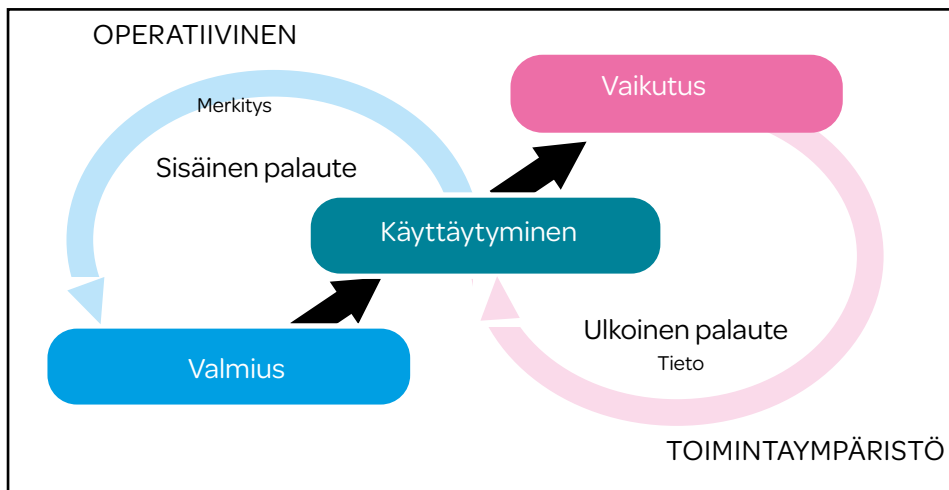 OPERATIIVINEN
Vaikutus
Merkitys
Sisäinen palaute
Käyttäytyminen
Ulkoinen palaute
Tieto
Valmius
TOIMINTAYMPÄRISTÖ